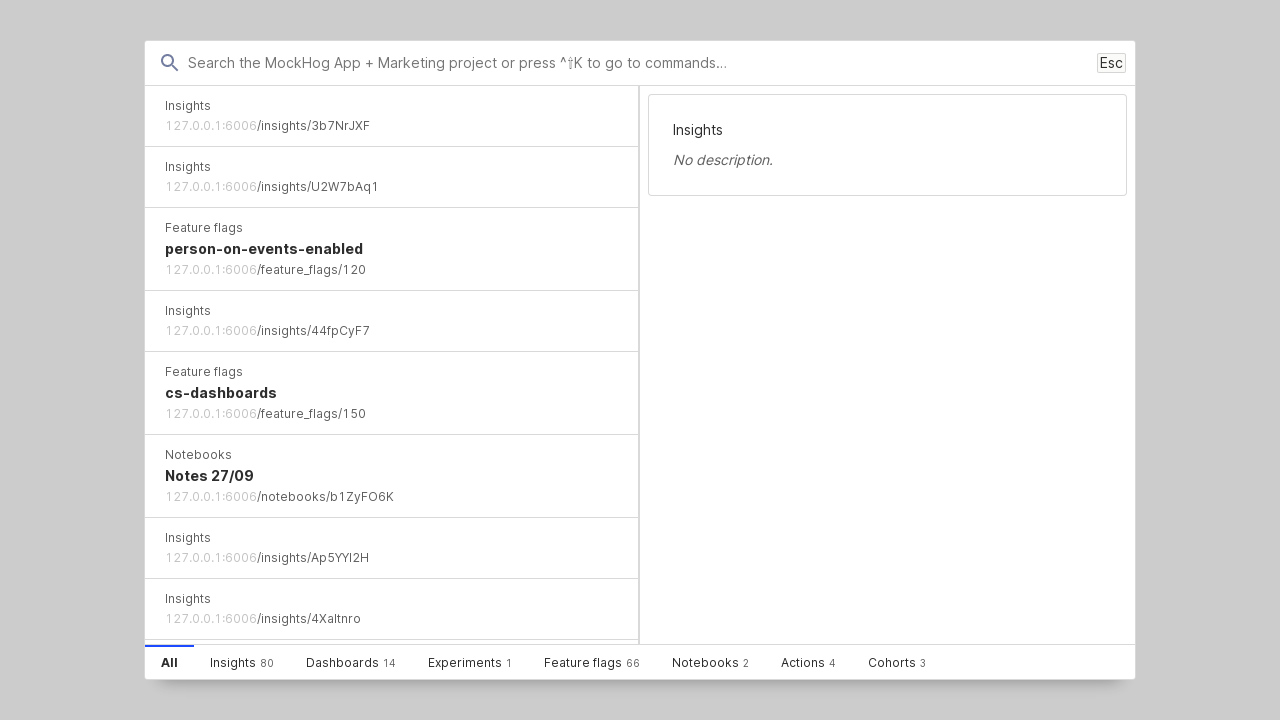 Search the MockHog App + Marketing project or press ^⇧K to go to commands...
Esc
Insights
127.0.0.1:6006/insights/3b7NrJXF
Insights
127.0.0.1:6006/insights/U2W7bAq1
Feature flags
person-on-events-enabled
127.0.0.1:6006/feature_flags/120
Insights
127.0.0.1:6006/insights/44fpCyF7
Feature flags
cs-dashboards
127.0.0.1:6006/feature_flags/150
Notebooks
Notes 27/09
127.0.0.1:6006/notebooks/b1ZyFO6K
Insights
127.0.0.1:6006/insights/Ap5YYl2H
Insights
127.0.0.1:6006/insights/4Xaltnro
Insights
No description.
All
Insights 80
Dashboards 14
Experiments 1
Feature flags 66
Notebooks 2
Actions 4
Cohorts 3